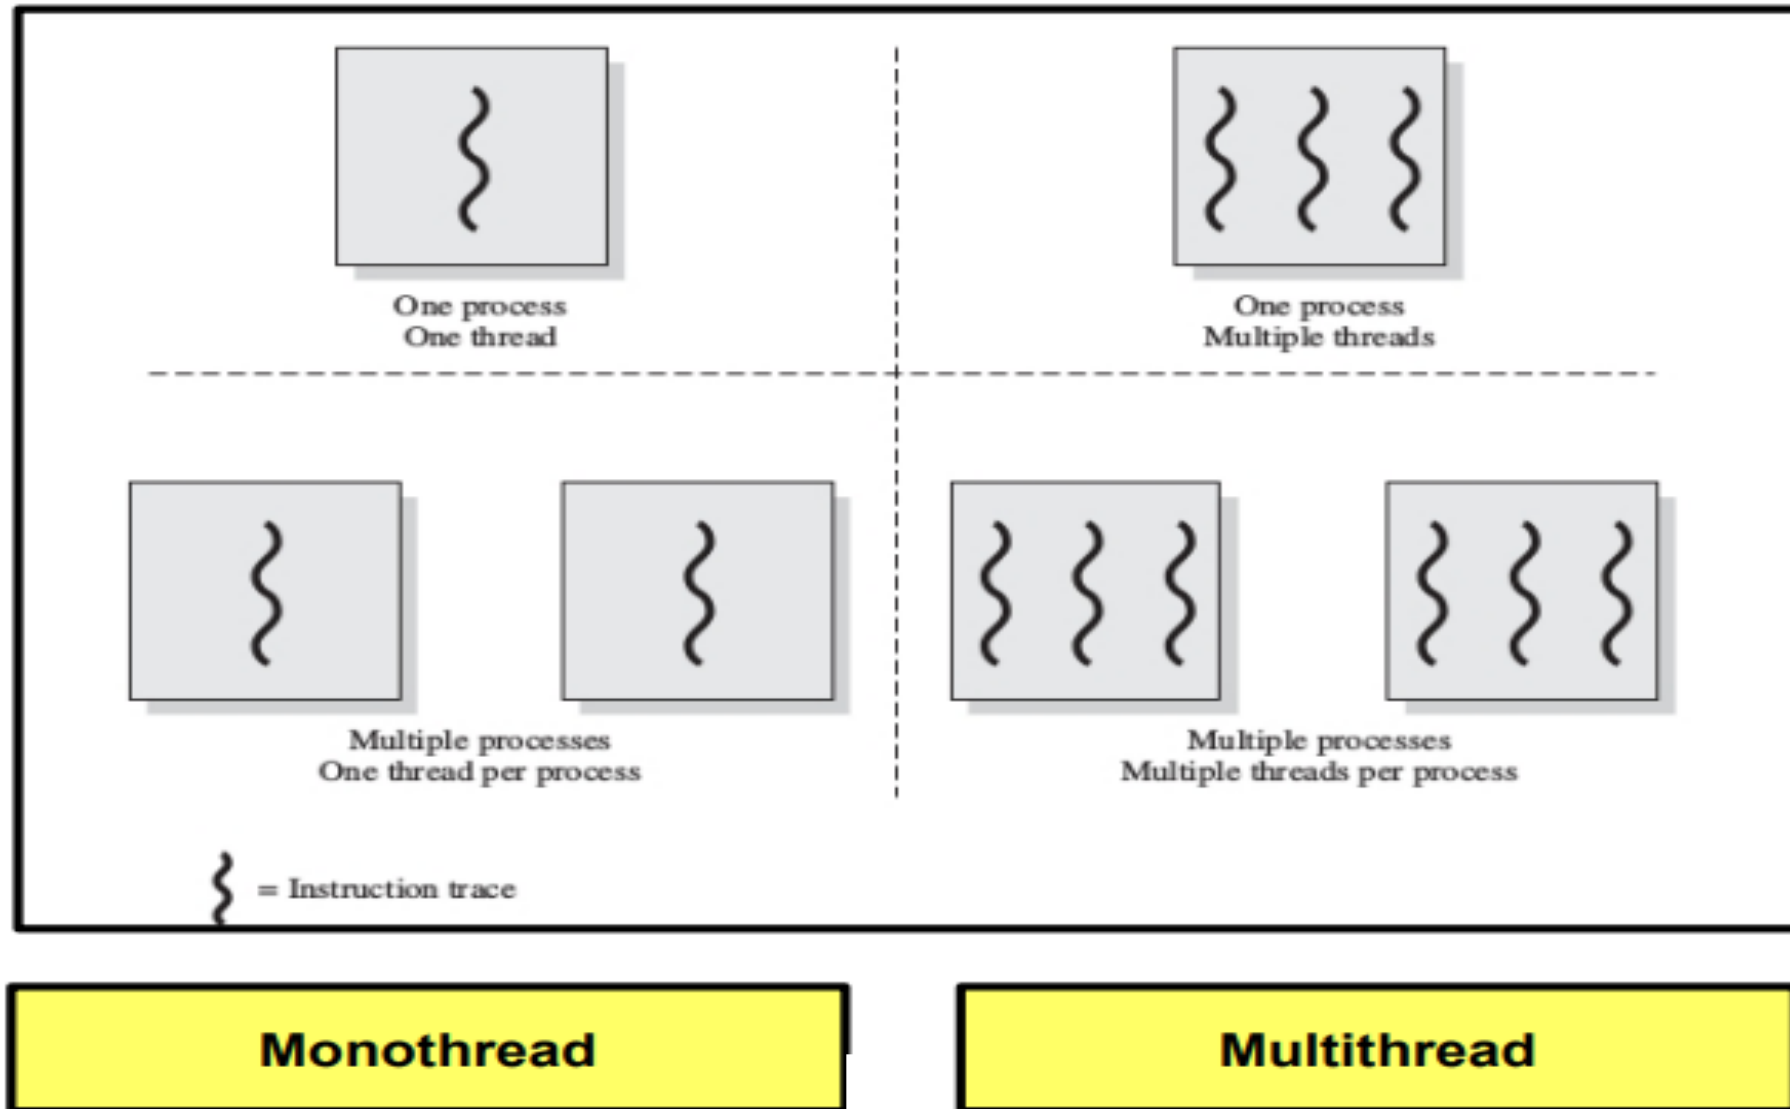 One process
One thread
One process
Multiple threads
Multiple processes
One thread per process
Multiple processes
Multiple threads per process
= Instruction trace
Monothread
Multithread